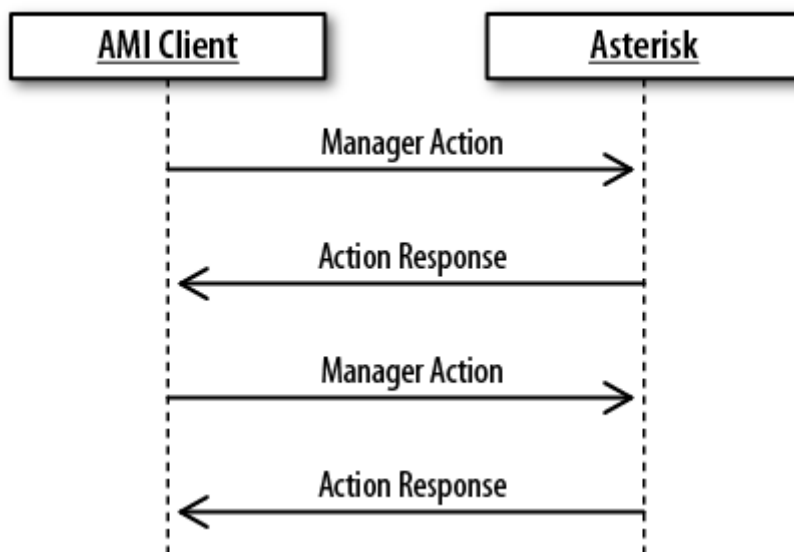 AMI Client
Asterisk
Manager Action
Action Response
Manager Action
Action Response